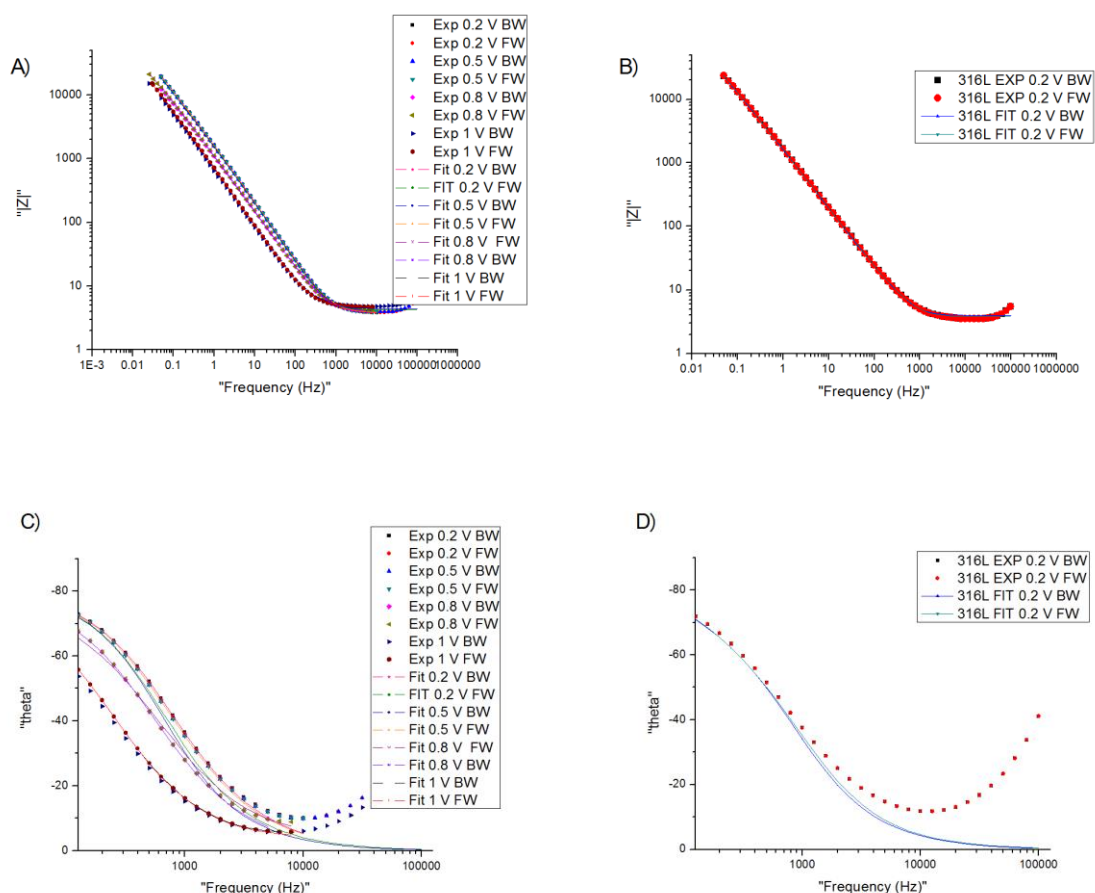 A)
Exp 0.2 V BW
Exp 0.2 V FW
Exp 0.5 V BW
Exp 0.5 V FW
Exp 0.8 V BW
Exp 0.8 V FW
Exp 1 V BW
Exp 1 V FW
Fit 0.2 V BW
FIT 0.2 V FW
Fit 0.5 V BW
Fit 0.5 V FW
Fit 0.8 V FW
Fit 0.8 V BW
Fit 1 V BW
Fit 1 V FW
10000
1000
100
10
1
"|Z|"
1E-3 0.01 0.1 1 10 100 1000 10000 100000 1000000
"Frequency (Hz)"
B)
316L EXP 0.2 V BW
316L EXP 0.2 V FW
316L FIT 0.2 V BW
316L FIT 0.2 V FW
10000
1000
100
10
1
"|Z|"
0.01 0.1 1 10 100 1000 10000 100000 1000000
"Frequency (Hz)"
C)
Exp 0.2 V BW
Exp 0.2 V FW
Exp 0.5 V BW
Exp 0.5 V FW
Exp 0.8 V BW
Exp 0.8 V FW
Exp 1 V BW
Exp 1 V FW
Fit 0.2 V BW
FIT 0.2 V FW
Fit 0.5 V BW
Fit 0.5 V FW
Fit 0.8 V FW
Fit 0.8 V BW
Fit 1 V BW
Fit 1 V FW
-80
-60
-40
-20
0
"theta"
1000 10000 100000
"Frequency (Hz)"
D)
316L EXP 0.2 V BW
316L EXP 0.2 V FW
316L FIT 0.2 V BW
316L FIT 0.2 V FW
-80
-60
-40
-20
0
"theta"
1000 10000 100000
"Frequency (Hz)"